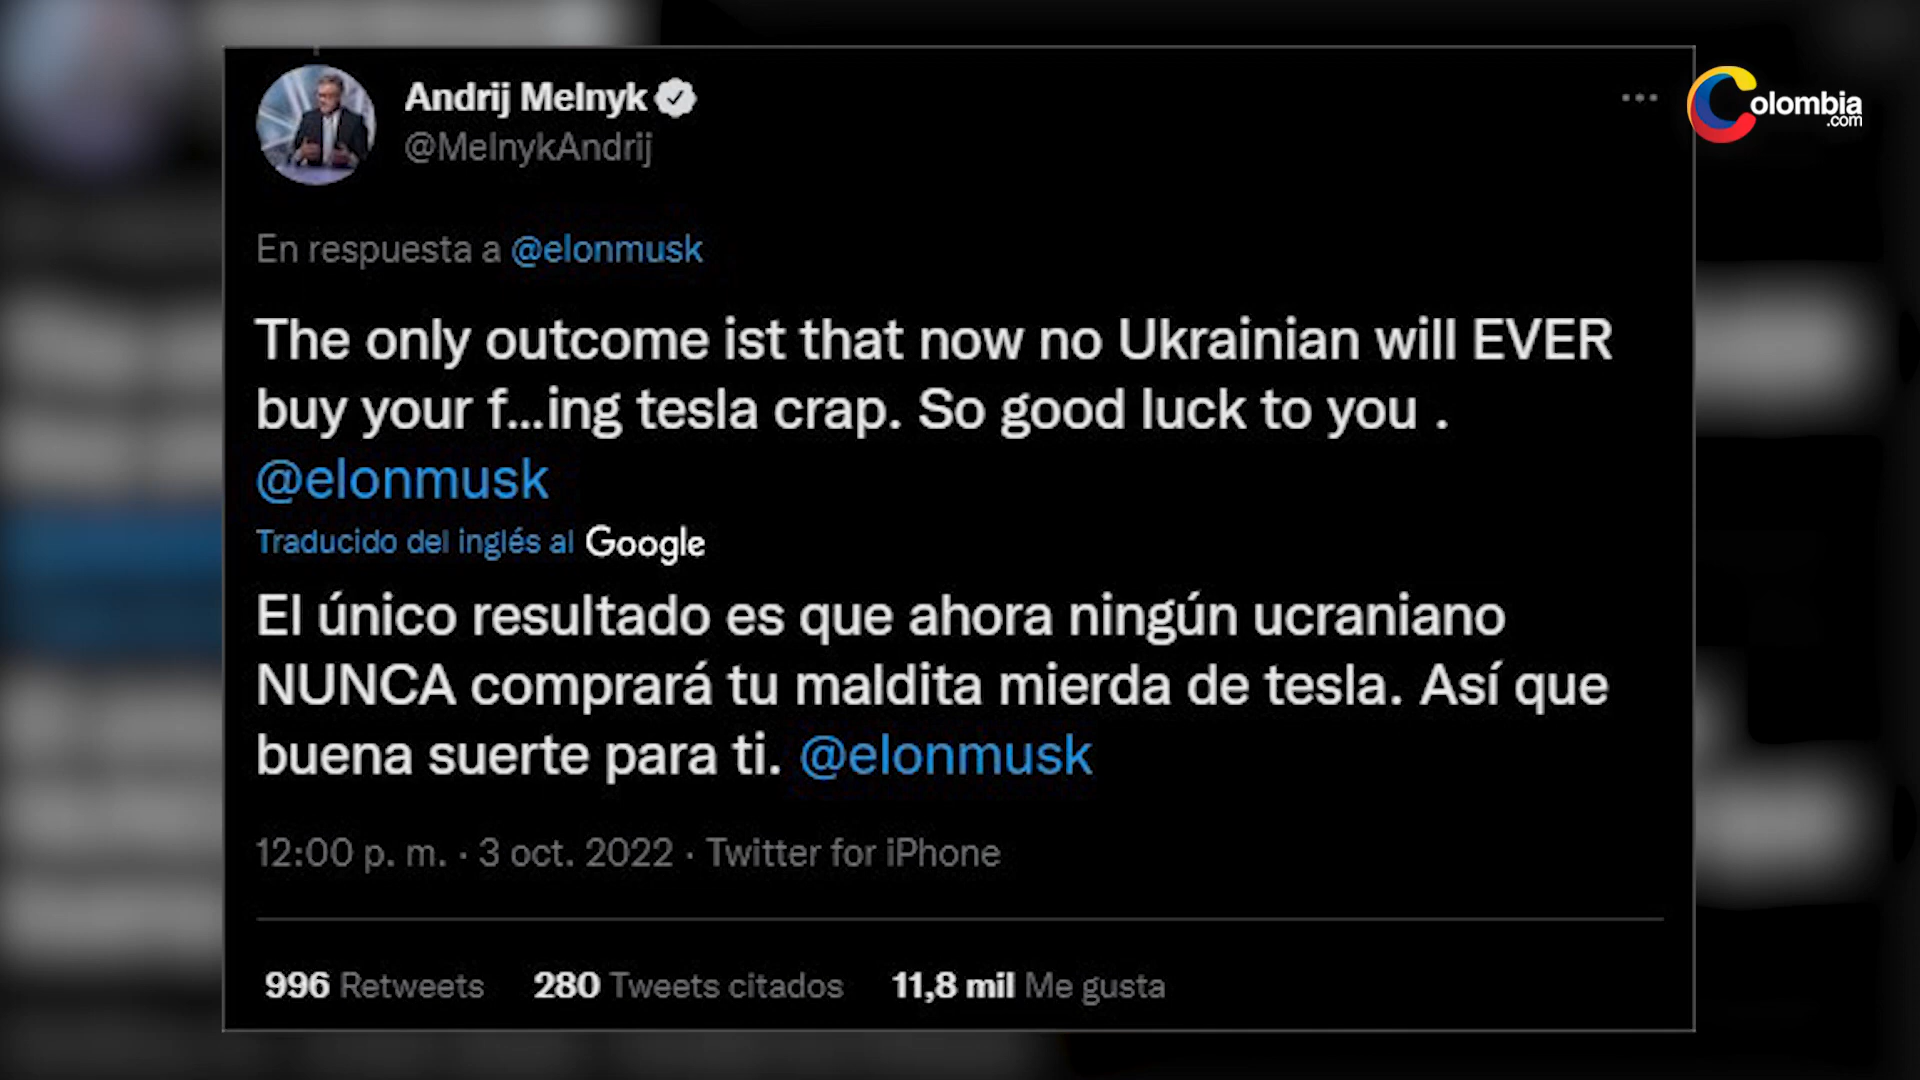 Andrij Melnyk
@MelnykAndrij
Colombia
.com
En respuesta a @elonmusk
The only outcome ist that now no Ukrainian will EVER
buy your f...ing tesla crap. So good luck to you .
@elonmusk
Traducido del inglés al Google
El único resultado es que ahora ningún ucraniano
NUNCA comprará tu maldita mierda de tesla. Así que
buena suerte para ti. @elonmusk
12:00 p. m. · 3 oct. 2022 · Twitter for iPhone
996 Retweets 280 Tweets citados 11,8 mil Me gusta